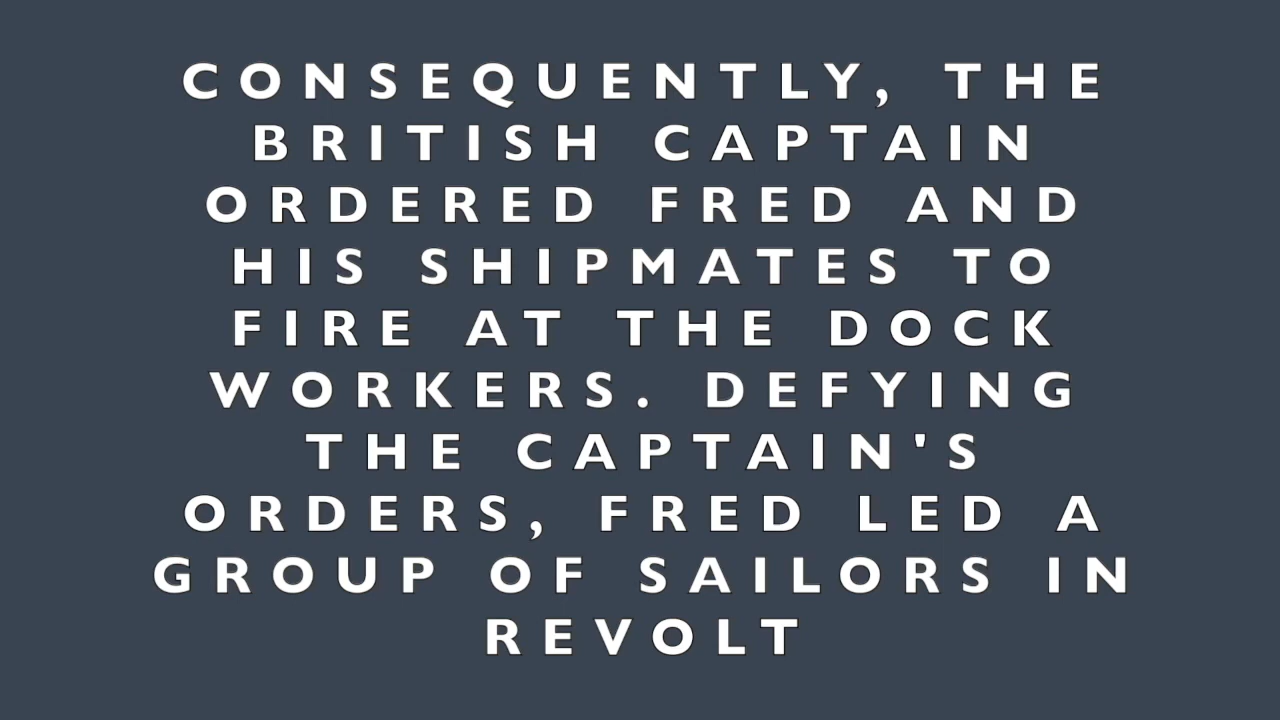 CONSEQUENTLY, THE
BRITISH CAPTAIN
ORDERED FRED AND
HIS SHIPMATES TO
FIRE AT THE DOCK
WORKERS. DEFYING
THE CAPTAIN'S
ORDERS, FRED LED A
GROUP OF SAILORS IN
REVOLT